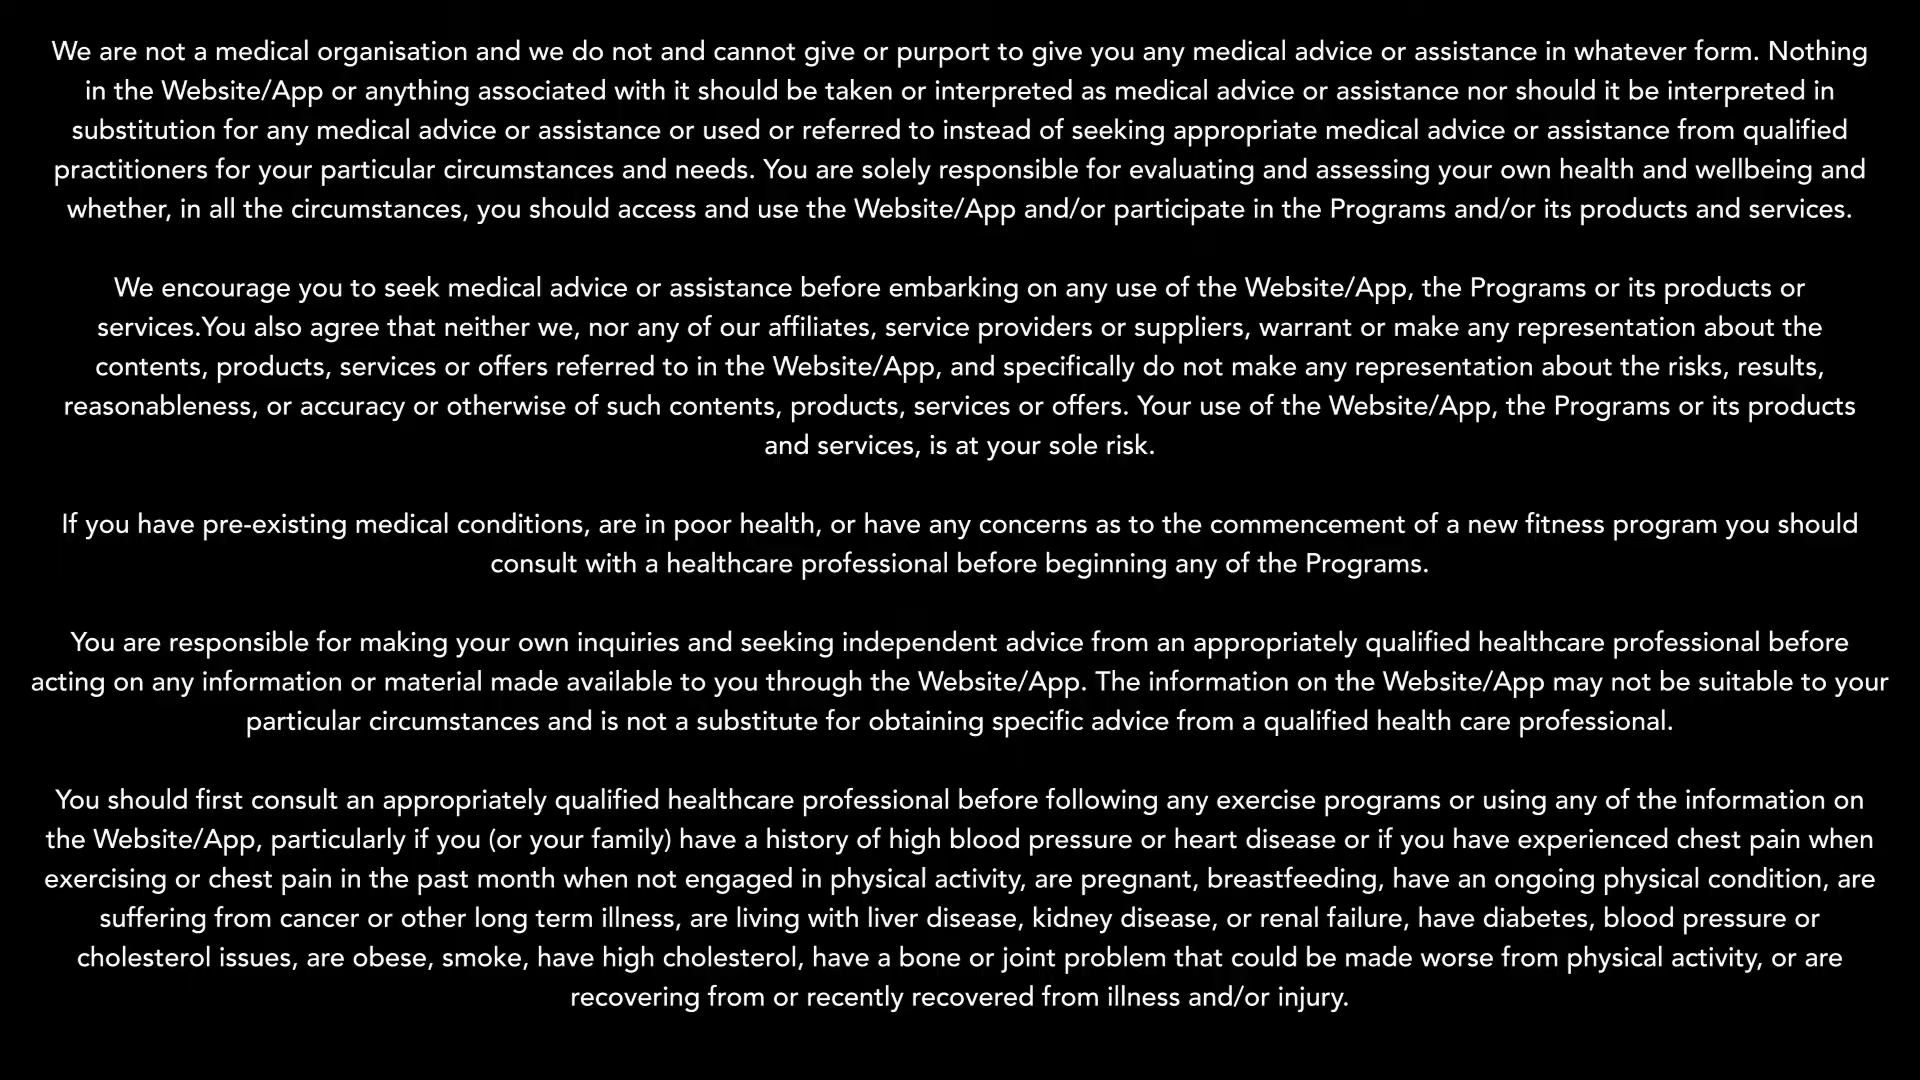 We are not a medical organisation and we do not and cannot give or purport to give you any medical advice or assistance in whatever form. Nothing
in the Website/App or anything associated with it should be taken or interpreted as medical advice or assistance nor should it be interpreted in
substitution for any medical advice or assistance or used or referred to instead of seeking appropriate medical advice or assistance from qualified
practitioners for your particular circumstances and needs. You are solely responsible for evaluating and assessing your own health and wellbeing and
whether, in all the circumstances, you should access and use the Website/App and/or participate in the Programs and/or its products and services.
We encourage you to seek medical advice or assistance before embarking on any use of the Website/App, the Programs or its products or
services.You also agree that neither we, nor any of our affiliates, service providers or suppliers, warrant or make any representation about the
contents, products, services or offers referred to in the Website/App, and specifically do not make any representation about the risks, results,
reasonableness, or accuracy or otherwise of such contents, products, services or offers. Your use of the Website/App, the Programs or its products
and services, is at your sole risk.
If you have pre-existing medical conditions, are in poor health, or have any concerns as to the commencement of a new fitness program you should
consult with a healthcare professional before beginning any of the Programs.
You are responsible for making your own inquiries and seeking independent advice from an appropriately qualified healthcare professional before
acting on any information or material made available to you through the Website/App. The information on the Website/App may not be suitable to your
particular circumstances and is not a substitute for obtaining specific advice from a qualified health care professional.
You should first consult an appropriately qualified healthcare professional before following any exercise programs or using any of the information on
the Website/App, particularly if you (or your family) have a history of high blood pressure or heart disease or if you have experienced chest pain when
exercising or chest pain in the past month when not engaged in physical activity, are pregnant, breastfeeding, have an ongoing physical condition, are
suffering from cancer or other long term illness, are living with liver disease, kidney disease, or renal failure, have diabetes, blood pressure or
cholesterol issues, are obese, smoke, have high cholesterol, have a bone or joint problem that could be made worse from physical activity, or are
recovering from or recently recovered from illness and/or injury.